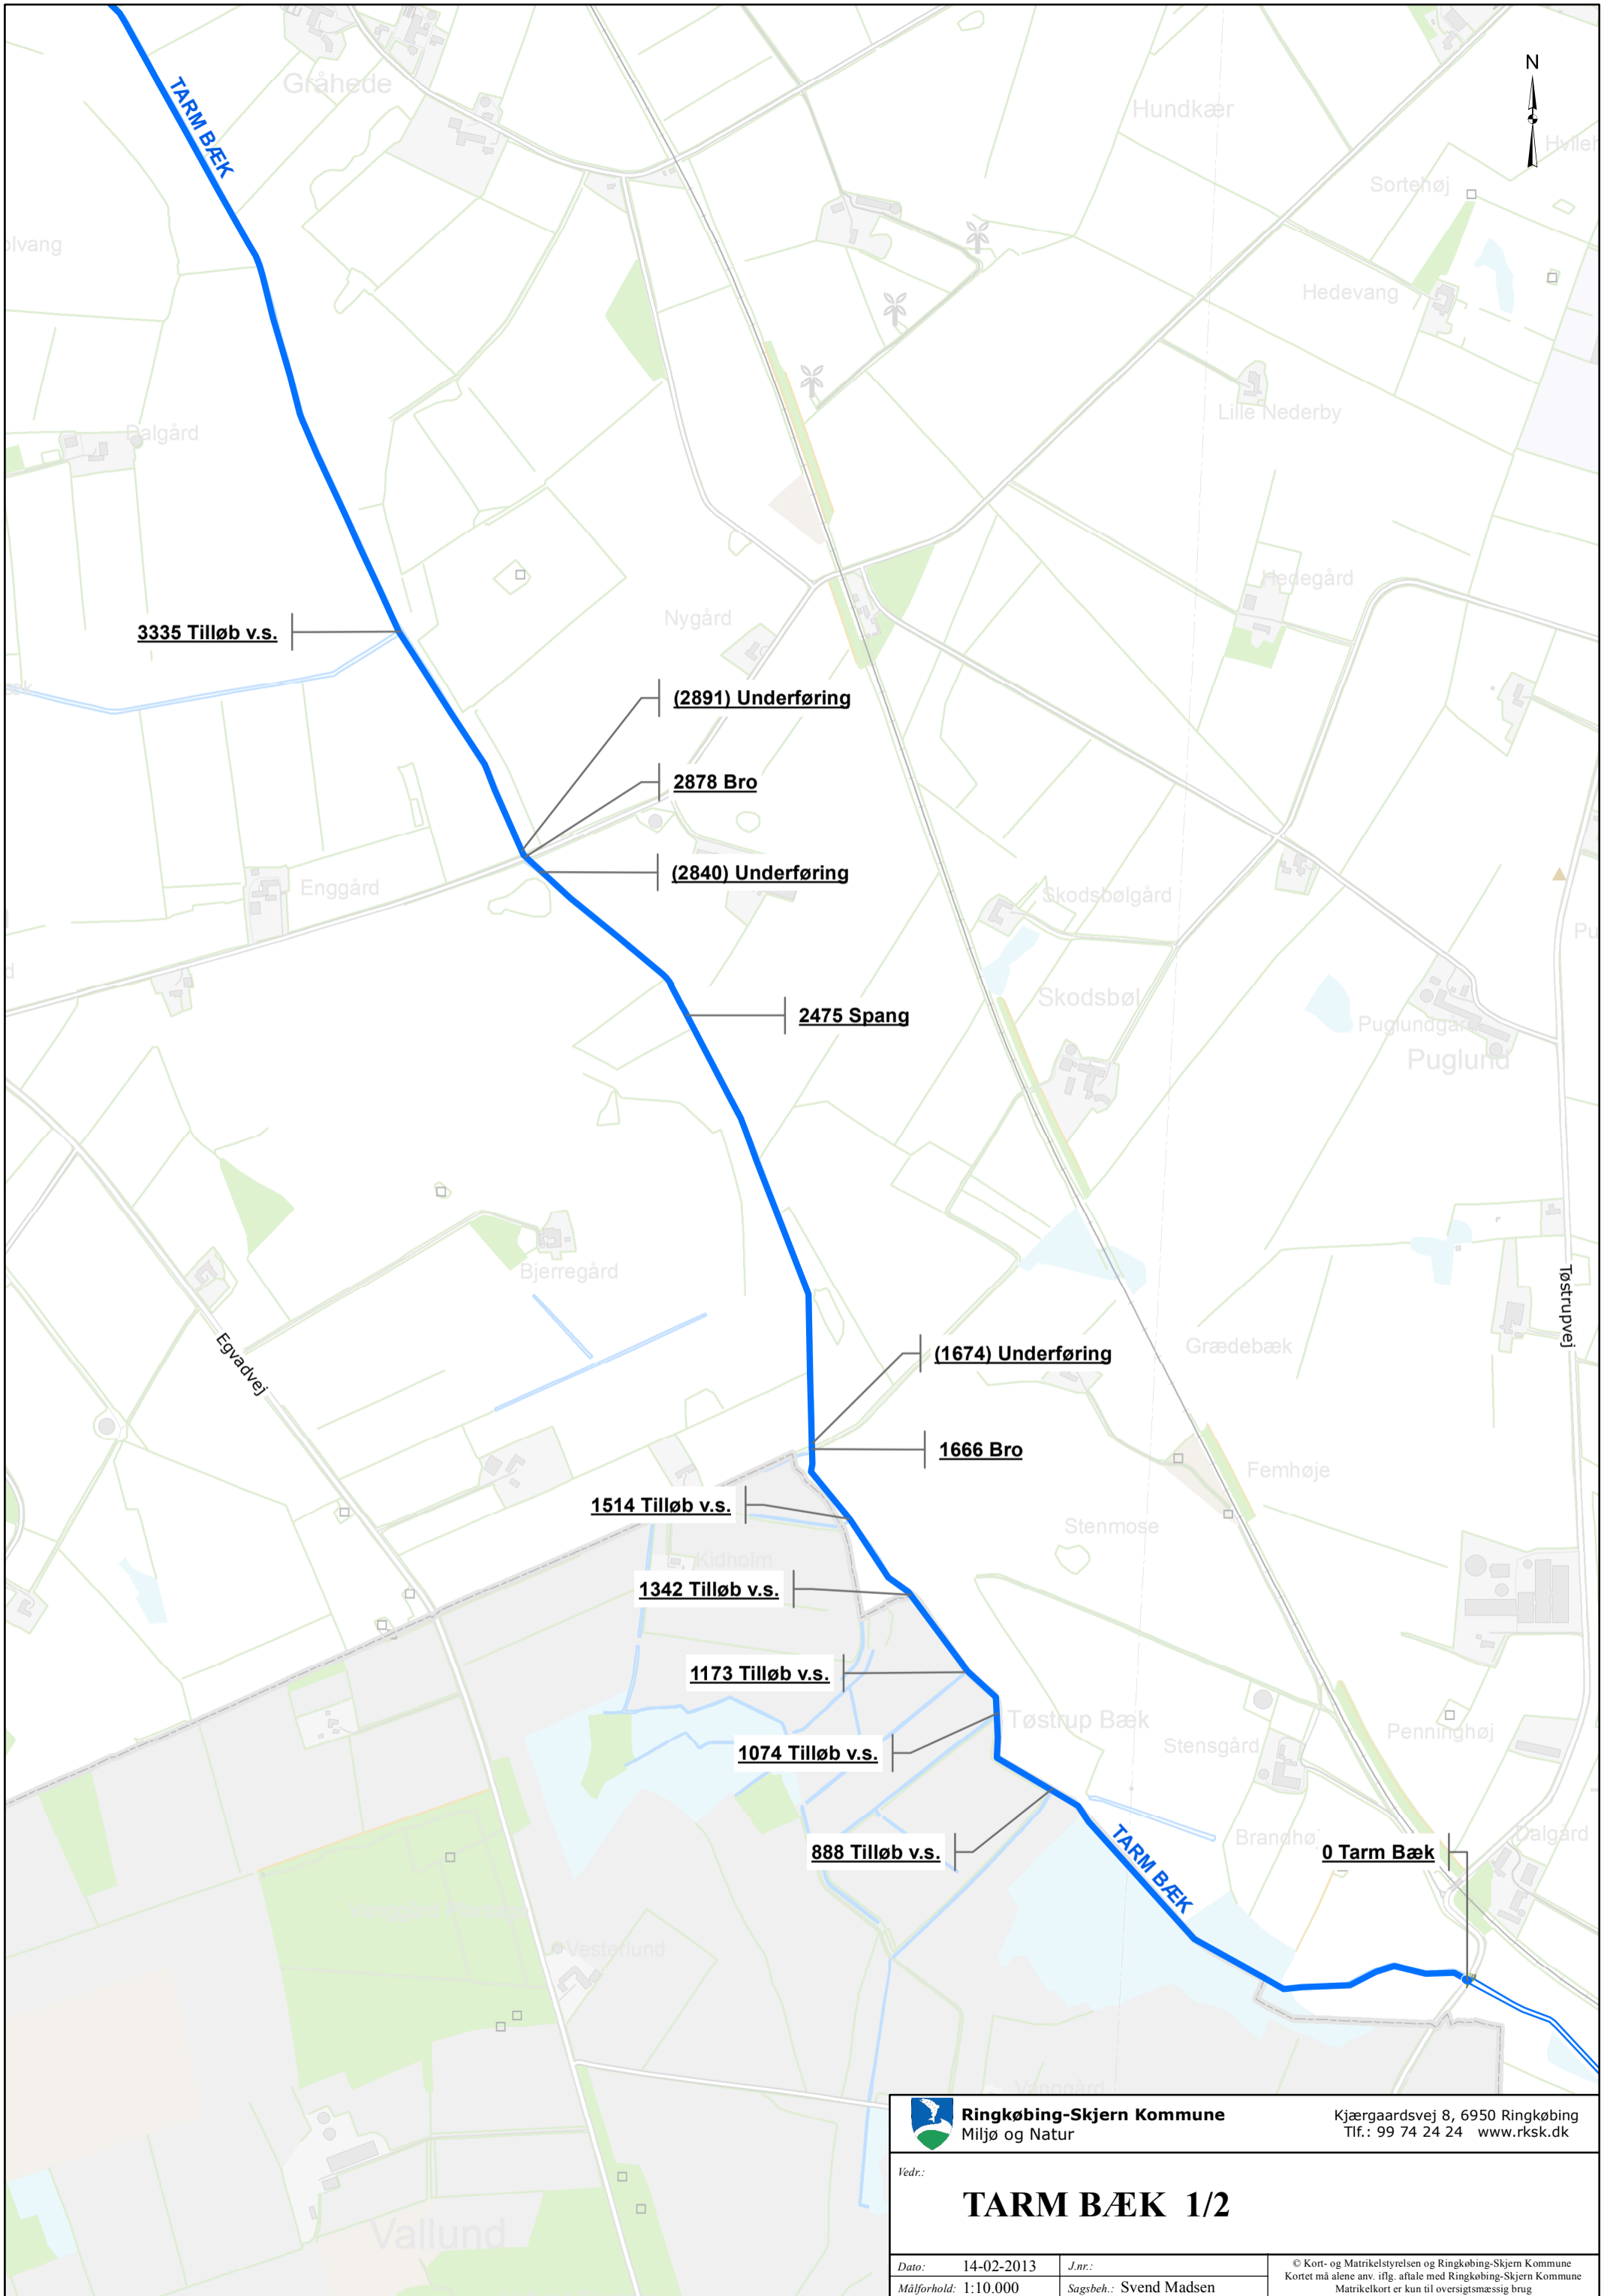 TARM BÆK
Gråhede
Hundkær
N
Sortehøj
Hedevang
Dalgård
Lille Nederby
Hedegård
Nygård
3335 Tilløb v.s.
(2891) Underføring
2878 Bro
(2840) Underføring
Enggård
Skodsbølgård
2475 Spang
Skodsbøl
Puglundgård
Puglund
Bjerregård
Tøstrupvej
Egvadvej
(1674) Underføring
Grædebæk
1666 Bro
Femhøje
1514 Tilløb v.s.
Stenmose
Kidholm
1342 Tilløb v.s.
1173 Tilløb v.s.
Tøstrup Bæk
1074 Tilløb v.s.
Stensgård
Penninghøj
888 Tilløb v.s.
TARM BÆK
0 Tarm Bæk
Dalgård
Vesterlund
Vallund
Ringkøbing-Skjern Kommune
Miljø og Natur
Kjærgaardsvej 8, 6950 Ringkøbing
Tlf.: 99 74 24 24 www.rksk.dk
Vedr.:
TARM BÆK 1/2
Dato: 14-02-2013
J.nr.:
Målforhold: 1:10.000
Sagsbeh.: Svend Madsen
© Kort- og Matrikelstyrelsen og Ringkøbing-Skjern Kommune
Kortet må alene anv. iflg. aftale med Ringkøbing-Skjern Kommune
Matrikelkort er kun til oversigtsmæssig brug